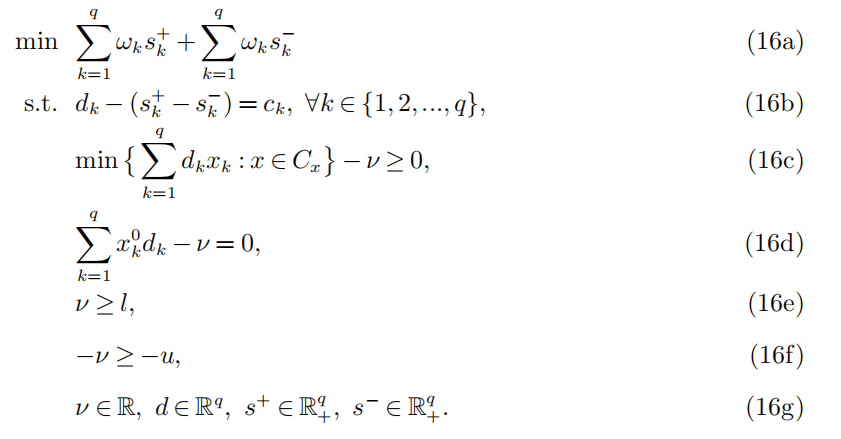 min ∑_{k=1}^{q} ω_k s_k^+ + ∑_{k=1}^{q} ω_k s_k^- (16a)
s.t. d_k − (s_k^+ − s_k^-) = c_k, ∀k ∈ {1, 2, ..., q}, (16b)
min { ∑_{k=1}^{q} d_k x_k : x ∈ C_x } − ν ≥ 0, (16c)
∑_{k=1}^{q} x_k^0 d_k − ν = 0, (16d)
ν ≥ l, (16e)
−ν ≥ −u, (16f)
ν ∈ ℝ, d ∈ ℝ^q, s^+ ∈ ℝ_+^q, s^- ∈ ℝ_+^q. (16g)